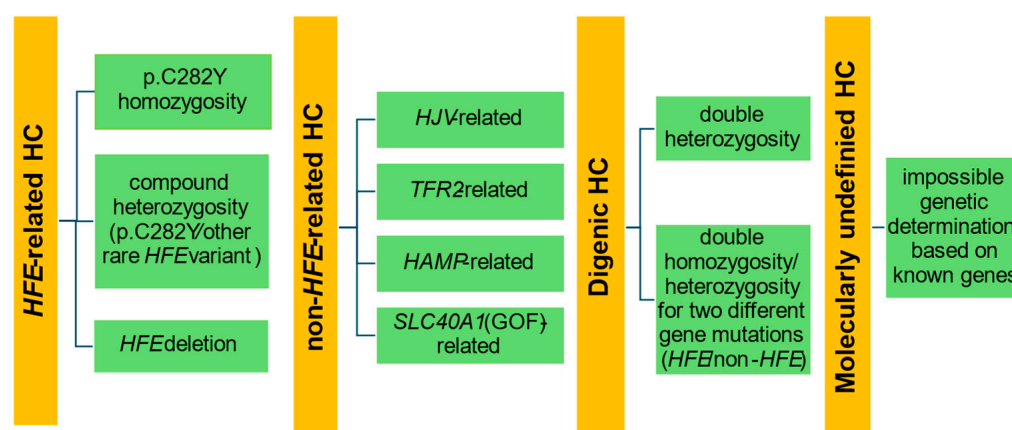 HFE-related HC
p.C282Y
homozygosity
compound
heterozygosity
(p.C282Y/other
rare HFE variant )
HFE deletion
non-HFE-related HC
HJV-related
TFR2 related
HAMP-related
SLC40A1(GOF)-
related
Digenic HC
double
heterozygosity
double
homozygosity/
heterozygosity
for two different
gene mutations
(HFE/non -HFE)
Molecularly undefinied HC
impossible
genetic
determination
based on
known genes